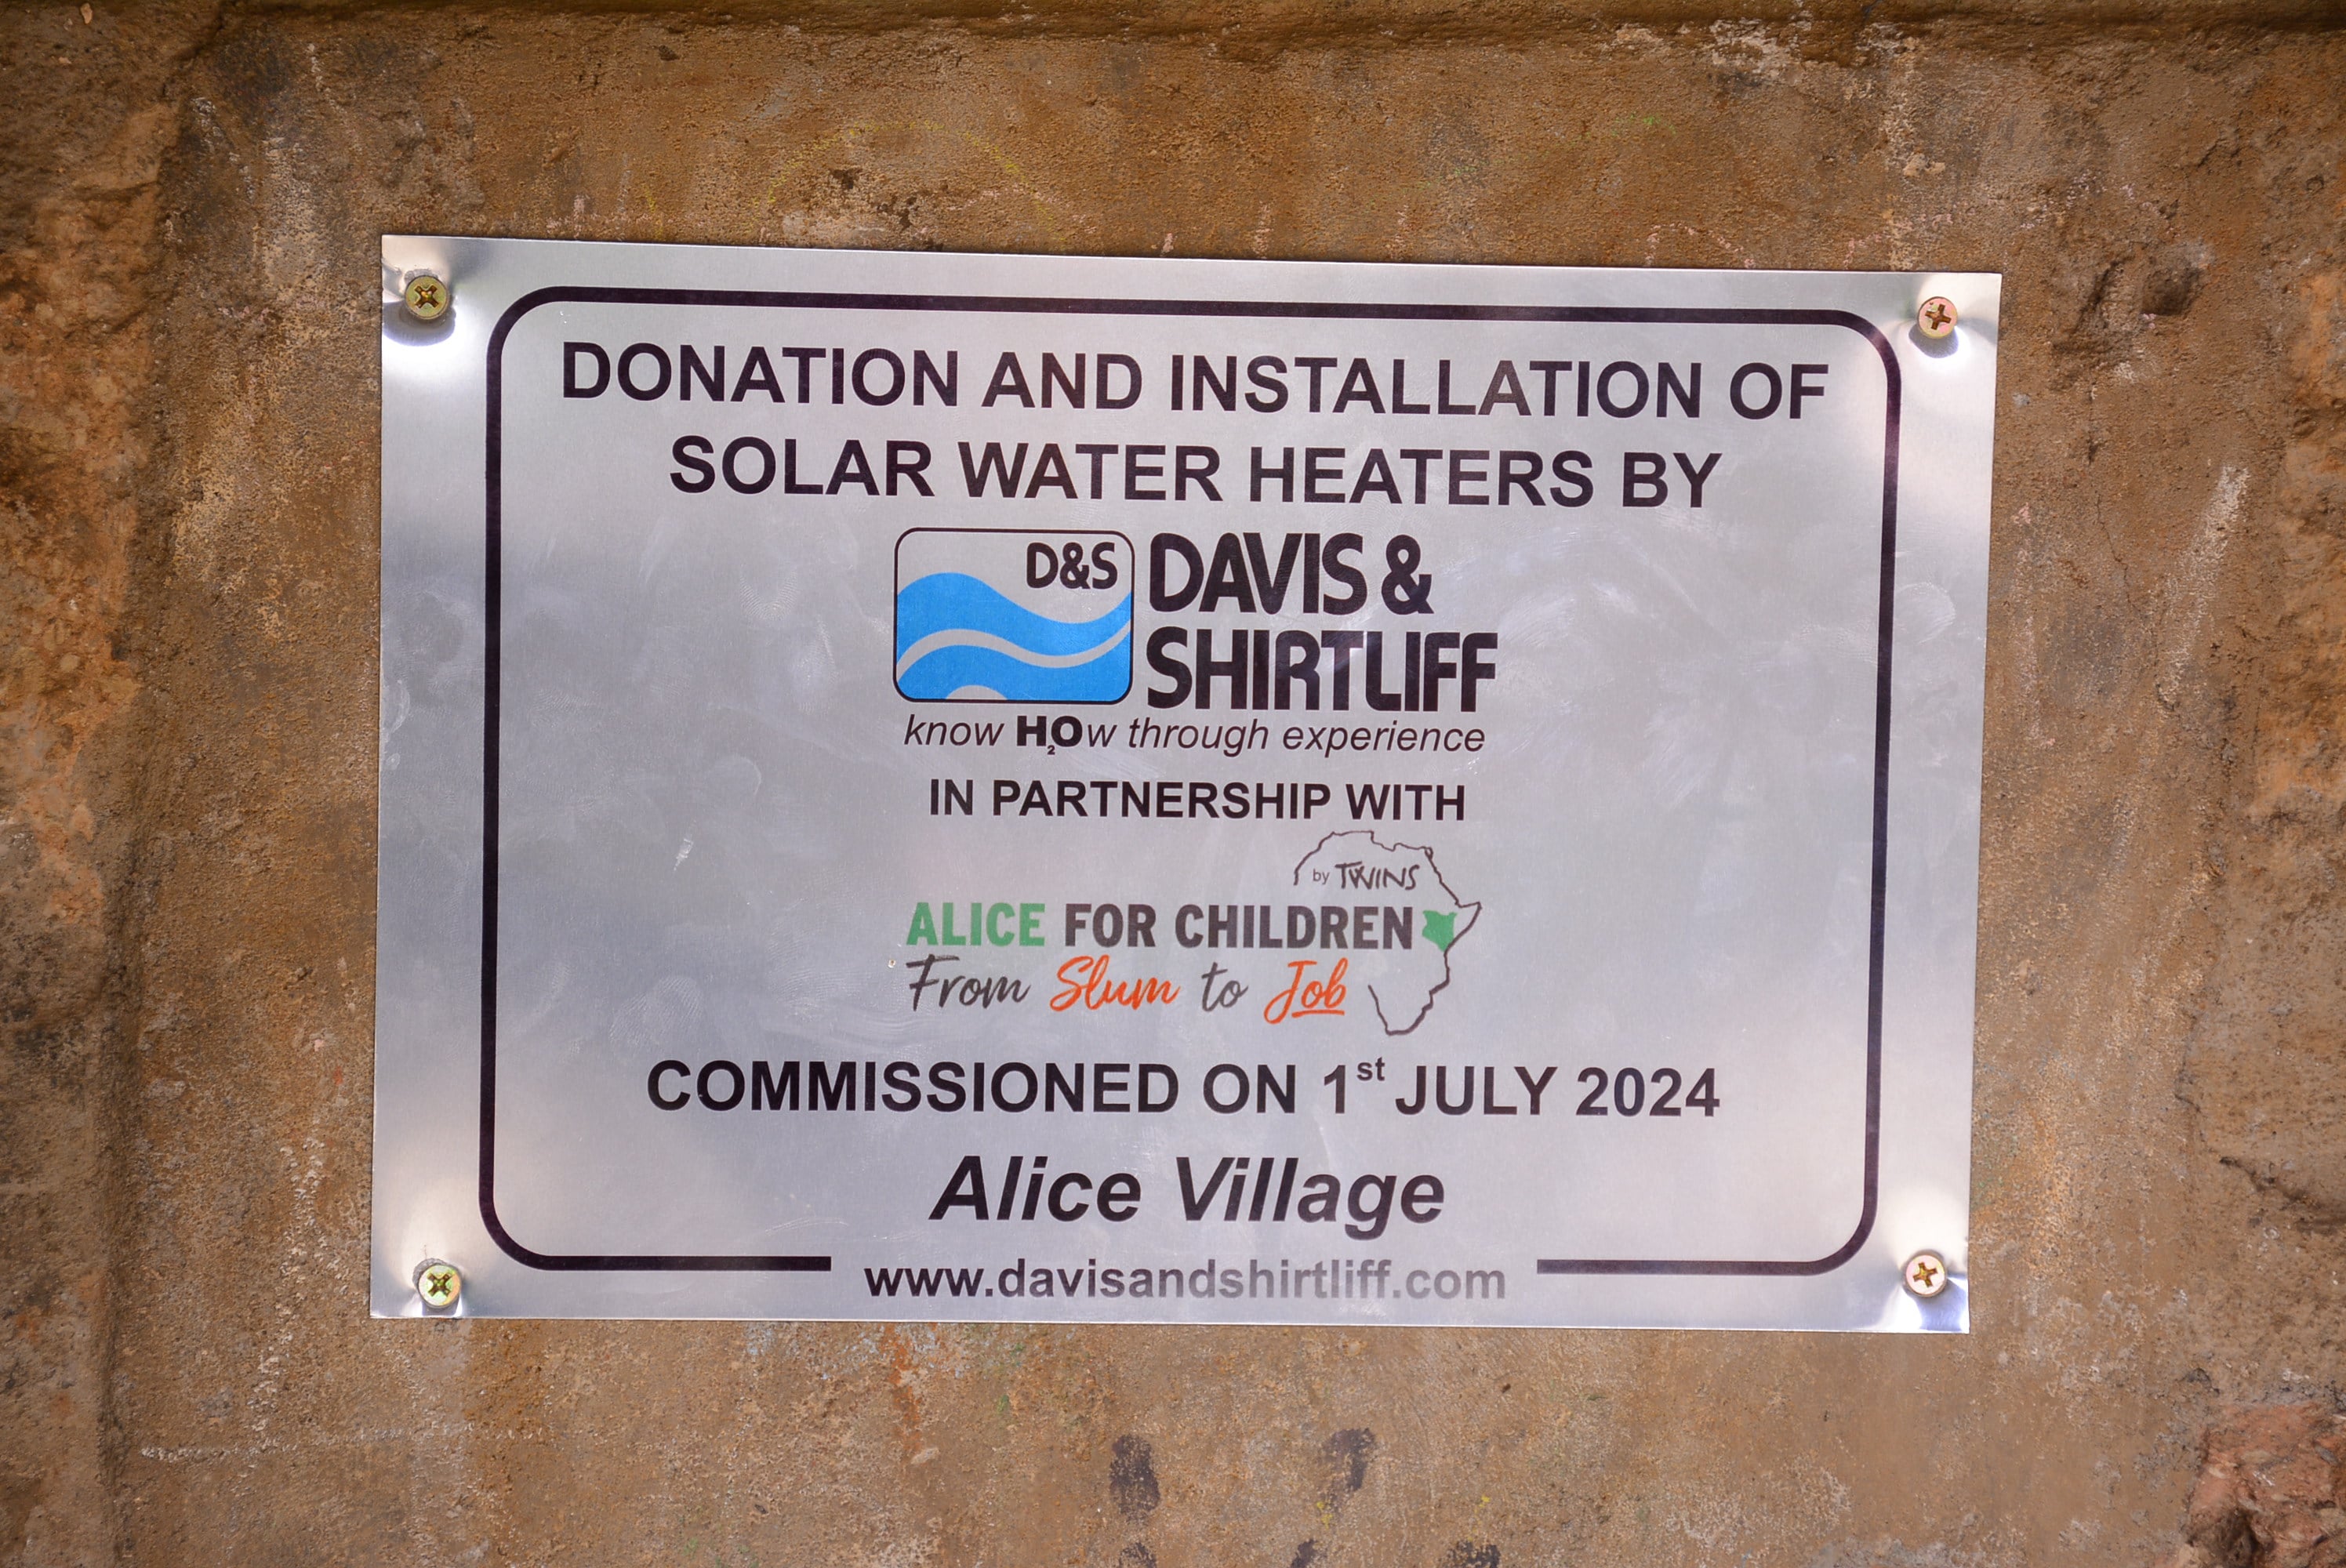 DONATION AND INSTALLATION OF
SOLAR WATER HEATERS BY
D&S
DAVIS &
SHIRTLIFF
know H₂Ow through experience
IN PARTNERSHIP WITH
by TWINS
ALICE FOR CHILDREN
From Slum to Job
COMMISSIONED ON 1st JULY 2024
Alice Village
www.davisandshirtliff.com